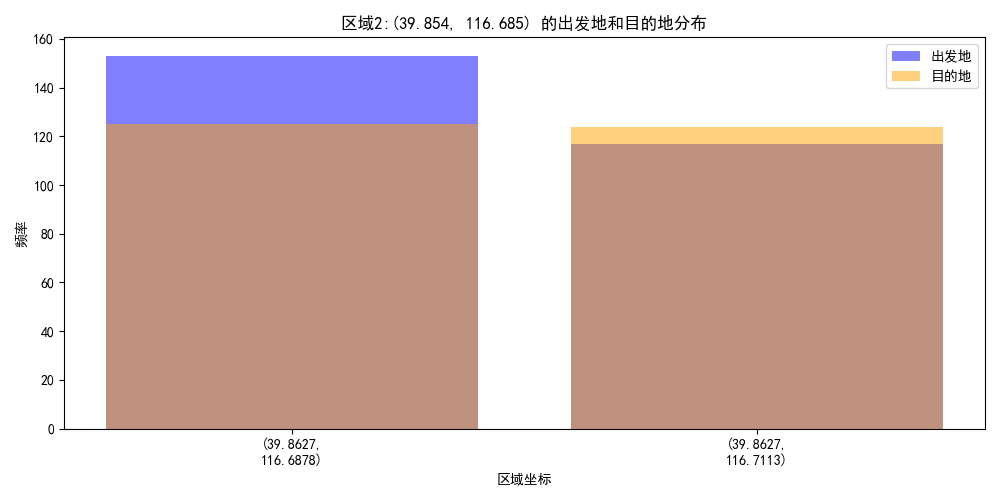 区域2:(39.854, 116.685) 的出发地和目的地分布
160
140
120
100
80
60
40
20
0
频率
出发地
目的地
(39.8627,
116.6878)
(39.8627,
116.7113)
区域坐标